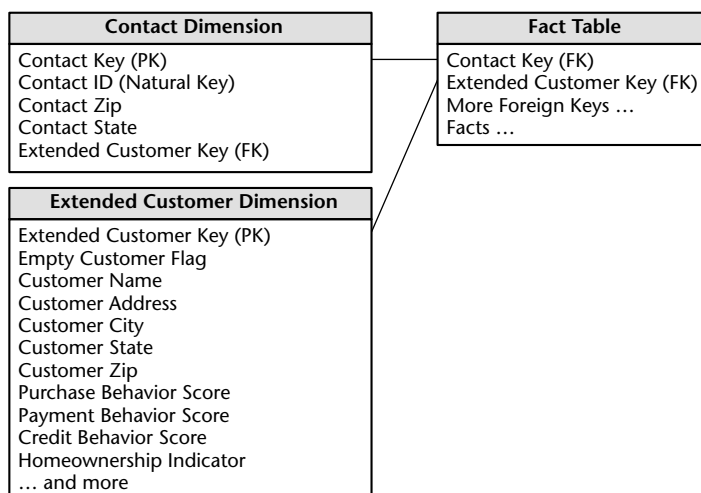 Contact Dimension
Contact Key (PK)
Contact ID (Natural Key)
Contact Zip
Contact State
Extended Customer Key (FK)
Fact Table
Contact Key (FK)
Extended Customer Key (FK)
More Foreign Keys …
Facts …
Extended Customer Dimension
Extended Customer Key (PK)
Empty Customer Flag
Customer Name
Customer Address
Customer City
Customer State
Customer Zip
Purchase Behavior Score
Payment Behavior Score
Credit Behavior Score
Homeownership Indicator
… and more